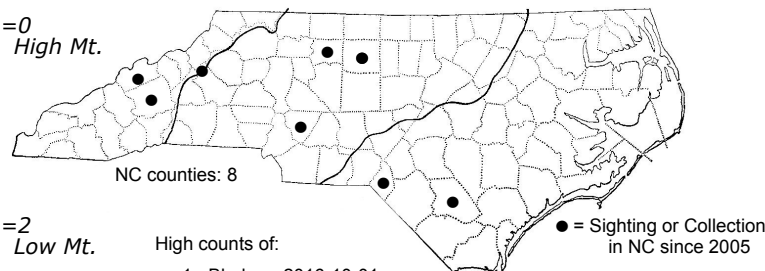 =0
High Mt.
NC counties: 8
=2
Low Mt.
High counts of:
● = Sighting or Collection
in NC since 2005